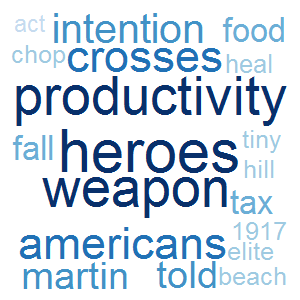 act intention food
chop crosses heal
productivity
fall heroes tiny
hill
weapon tax
americans 1917
elite
martin told beach